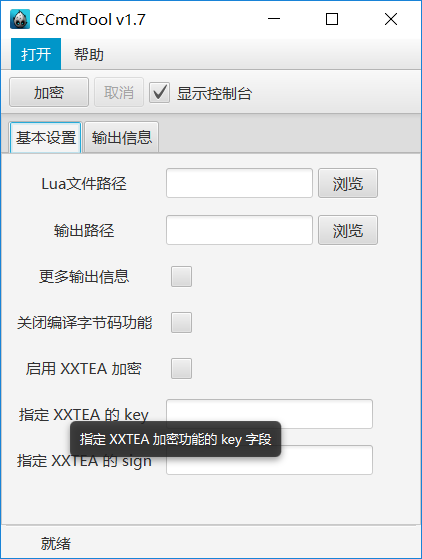 CCmdTool v1.7
打开 帮助
加密 取消 显示控制台
基本设置 输出信息
Lua文件路径 浏览
输出路径 浏览
更多输出信息
关闭编译字节码功能
启用 XXTEA 加密
指定 XXTEA 的 key
指定 XXTEA 加密功能的 key 字段
指定 XXTEA 的 sign
就绪